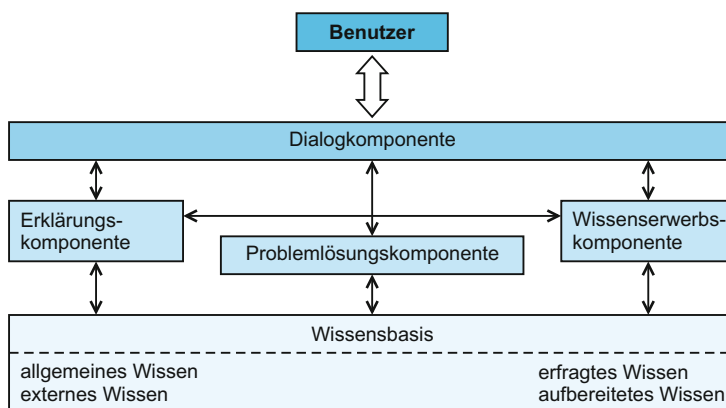 Benutzer
Dialogkomponente
Erklärungs-
komponente
Problemlösungskomponente
Wissenserwerbs-
komponente
Wissensbasis
allgemeines Wissen
externes Wissen
erfragtes Wissen
aufbereitetes Wissen